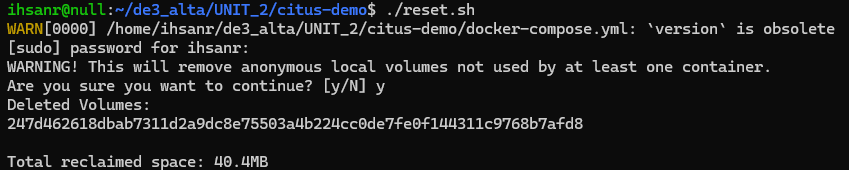 ihsanr@null:~/de3_alta/UNIT_2/citus-demo$ ./reset.sh
WARN[0000] /home/ihsanr/de3_alta/UNIT_2/citus-demo/docker-compose.yml: `version` is obsolete
[sudo] password for ihsanr:
WARNING! This will remove anonymous local volumes not used by at least one container.
Are you sure you want to continue? [y/N] y
Deleted Volumes:
247d462618dbab7311d2a9dc8e75503a4b224cc0de7fe0f144311c9768b7afd8

Total reclaimed space: 40.4MB